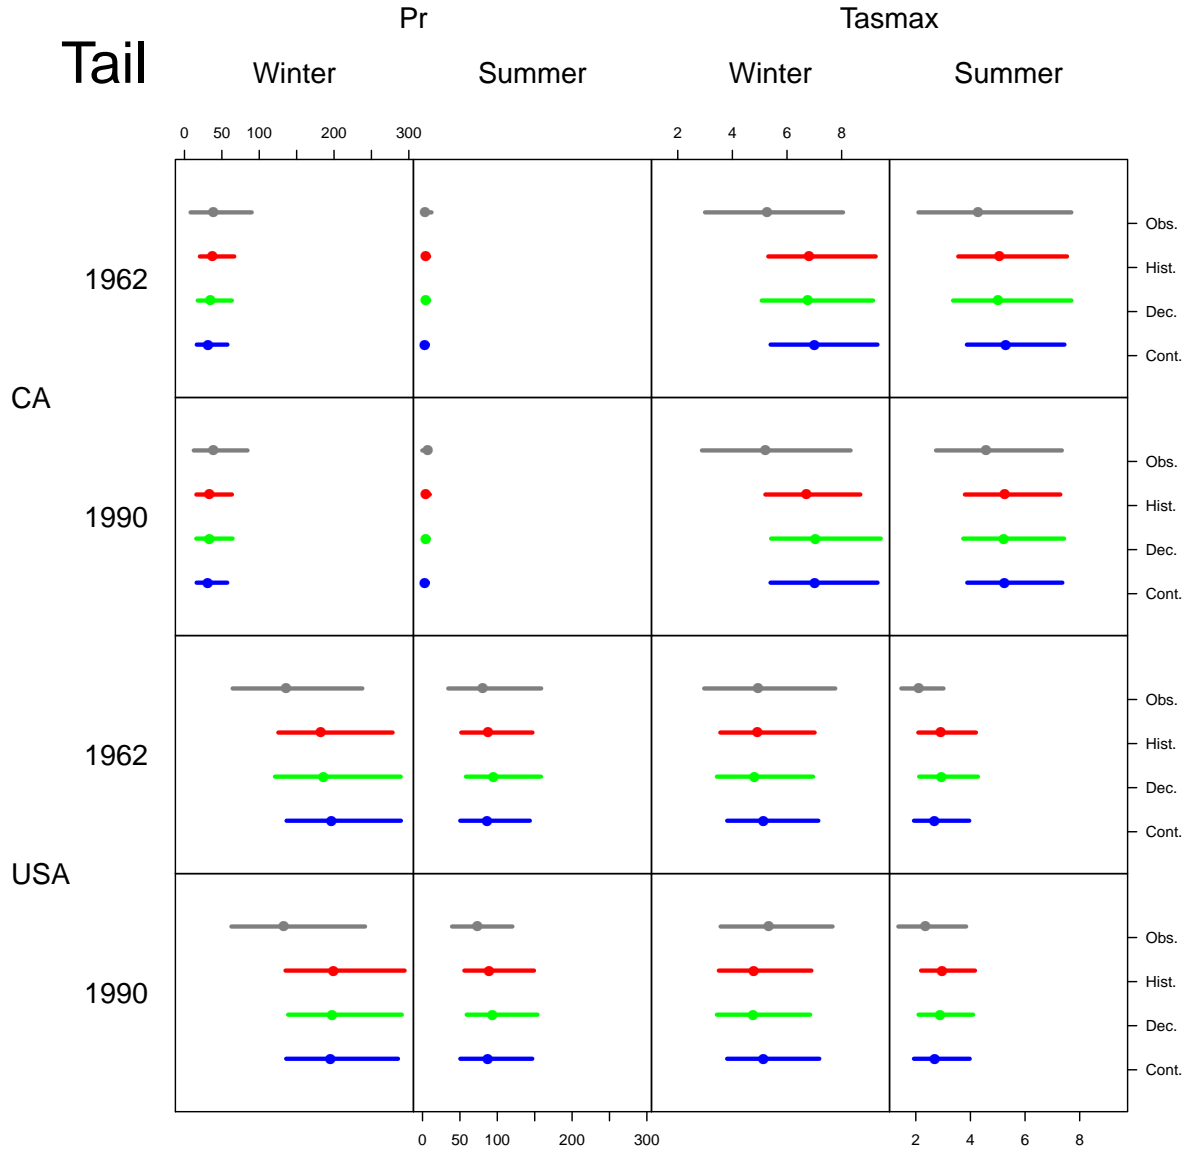 Pr Tasmax
Tail
Winter Summer Winter Summer
0 50 100 200 300 2 4 6 8
Obs.
Hist.
1962
Dec.
Cont.
CA
Obs.
Hist.
1990
Dec.
Cont.
Obs.
Hist.
1962
Dec.
Cont.
USA
Obs.
Hist.
1990
Dec.
Cont.
0 50 100 200 300 2 4 6 8